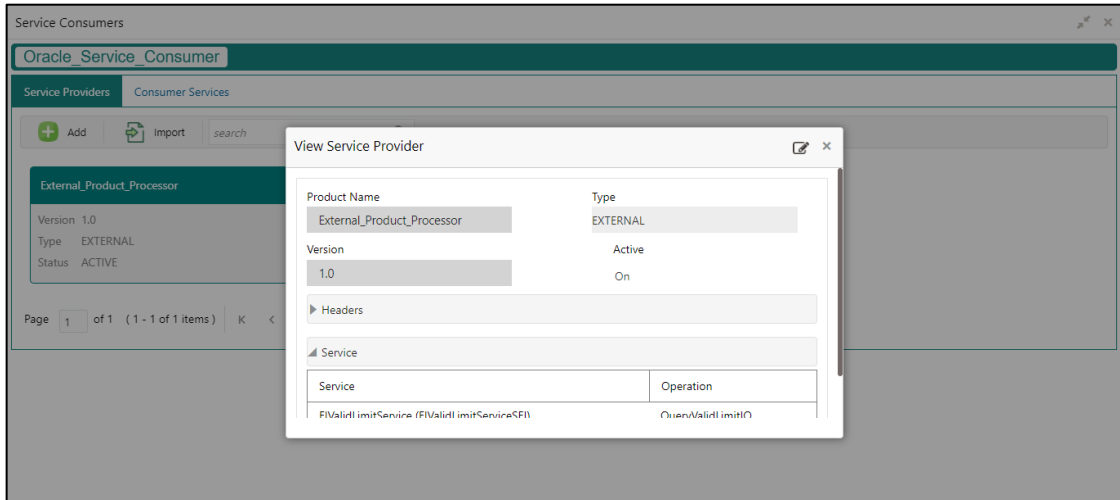 Service Consumers
Oracle_Service_Consumer
Service Providers Consumer Services
Add Import search
External_Product_Processor
Version 1.0
Type EXTERNAL
Status ACTIVE
Page 1 of 1 (1 - 1 of 1 items)
View Service Provider
Product Name Type
External_Product_Processor EXTERNAL
Version Active
1.0 On
Headers
Service
Service Operation